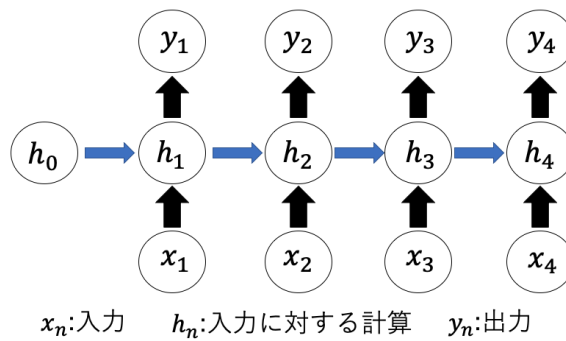 y₁ y₂ y₃ y₄
h₀ h₁ h₂ h₃ h₄
x₁ x₂ x₃ x₄
xₙ:入力 hₙ:入力に対する計算 yₙ:出力